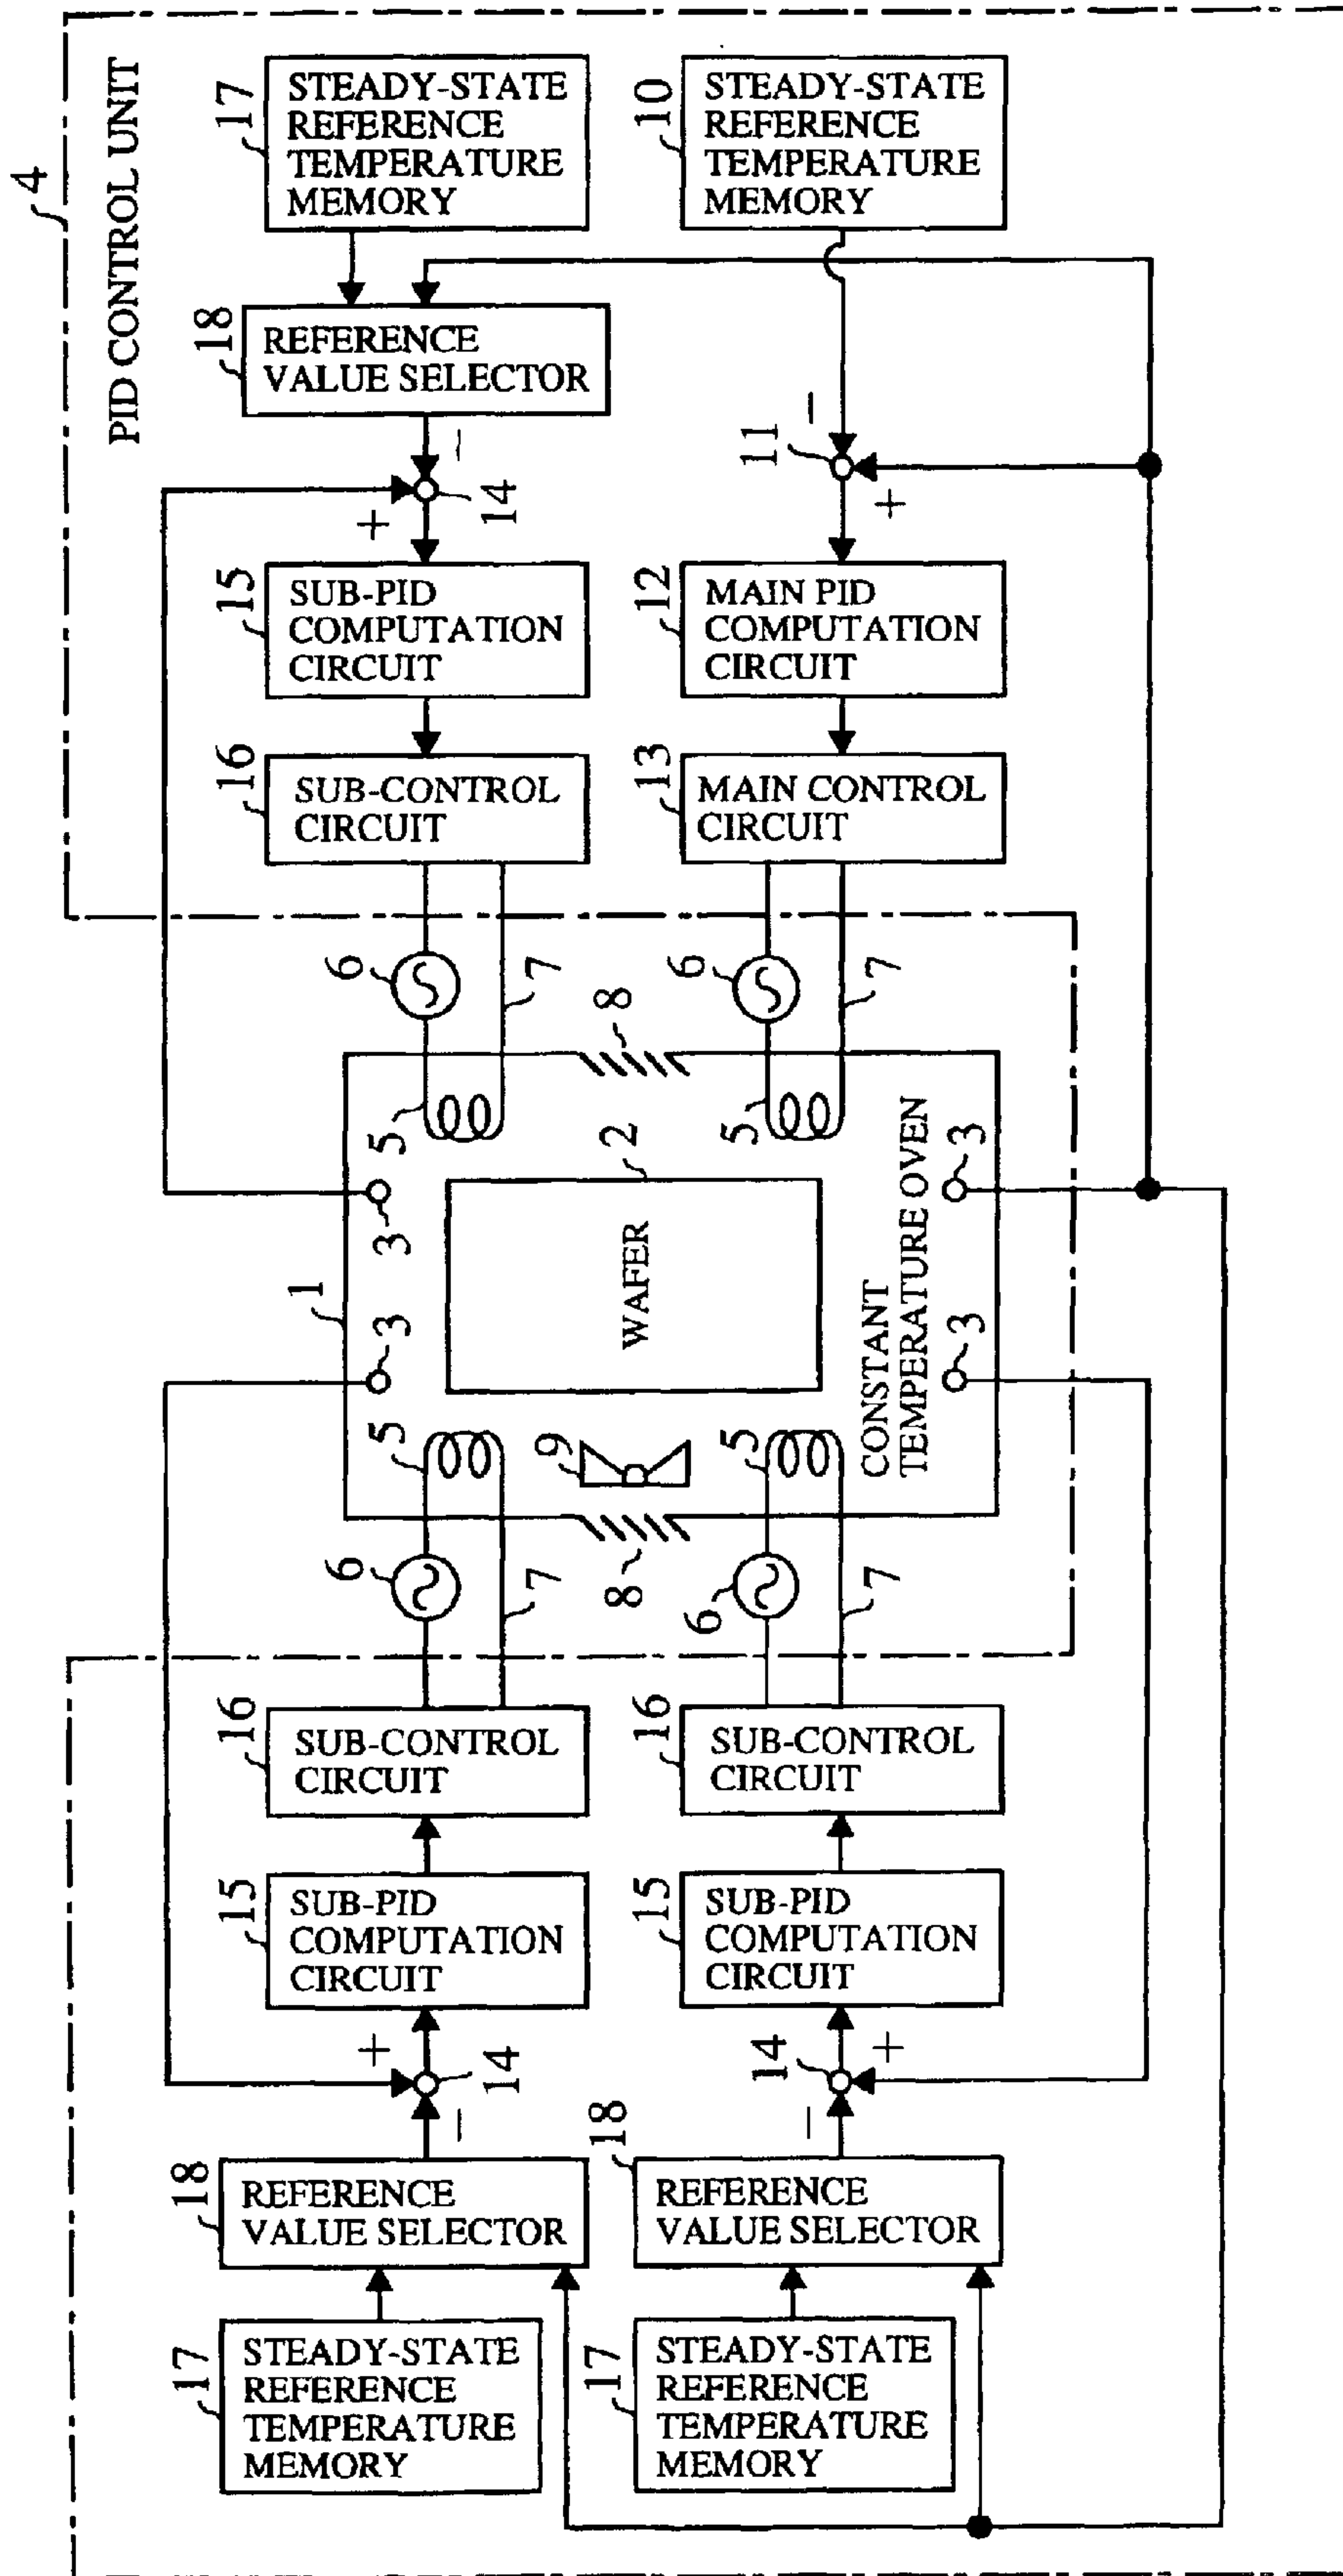 4
PID CONTROL UNIT
17
STEADY-STATE
REFERENCE
TEMPERATURE
MEMORY
10
STEADY-STATE
REFERENCE
TEMPERATURE
MEMORY
18
REFERENCE
VALUE SELECTOR
−
+
14
−
11
+
15
SUB-PID
COMPUTATION
CIRCUIT
12
MAIN PID
COMPUTATION
CIRCUIT
16
SUB-CONTROL
CIRCUIT
13
MAIN CONTROL
CIRCUIT
6
7
8
6
7
5
5
3
2
3
1
WAFER
CONSTANT
TEMPERATURE OVEN
3
3
5
9
5
6
7
8
6
7
16
SUB-CONTROL
CIRCUIT
16
SUB-CONTROL
CIRCUIT
15
SUB-PID
COMPUTATION
CIRCUIT
15
SUB-PID
COMPUTATION
CIRCUIT
+
14
−
14
+
−
18
REFERENCE
VALUE SELECTOR
18
REFERENCE
VALUE SELECTOR
17
STEADY-STATE
REFERENCE
TEMPERATURE
MEMORY
17
STEADY-STATE
REFERENCE
TEMPERATURE
MEMORY